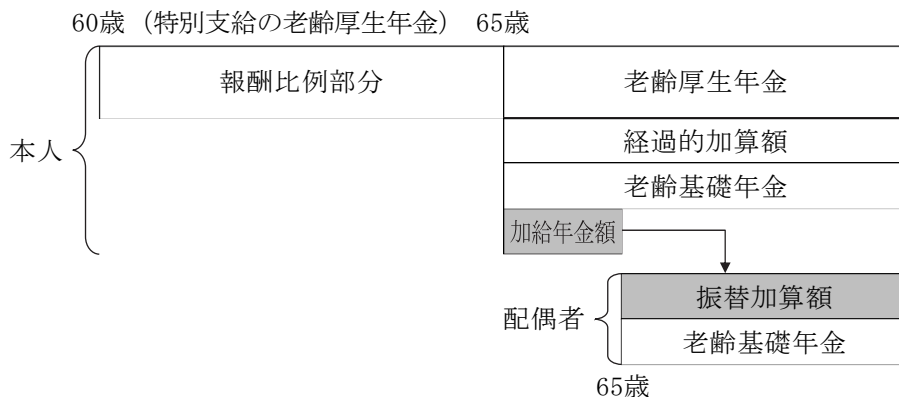 60歳（特別支給の老齢厚生年金） 65歳
報酬比例部分 老齢厚生年金
本人
経過的加算額
老齢基礎年金
加給年金額
振替加算額
配偶者
老齢基礎年金
65歳